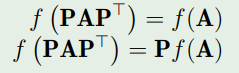 f (PAP⊤) = f(A)
f (PAP⊤) = Pf(A)